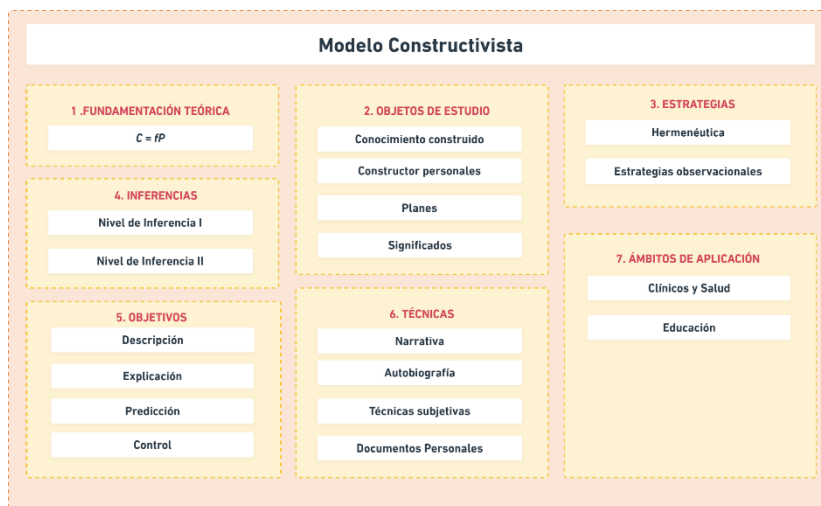 Modelo Constructivista
1 .FUNDAMENTACIÓN TEÓRICA
C = fP
2. OBJETOS DE ESTUDIO
Conocimiento construido
Constructor personales
Planes
Significados
3. ESTRATEGIAS
Hermenéutica
Estrategias observacionales
4. INFERENCIAS
Nivel de Inferencia I
Nivel de Inferencia II
5. OBJETIVOS
Descripción
Explicación
Predicción
Control
6. TÉCNICAS
Narrativa
Autobiografía
Técnicas subjetivas
Documentos Personales
7. ÁMBITOS DE APLICACIÓN
Clínicos y Salud
Educación